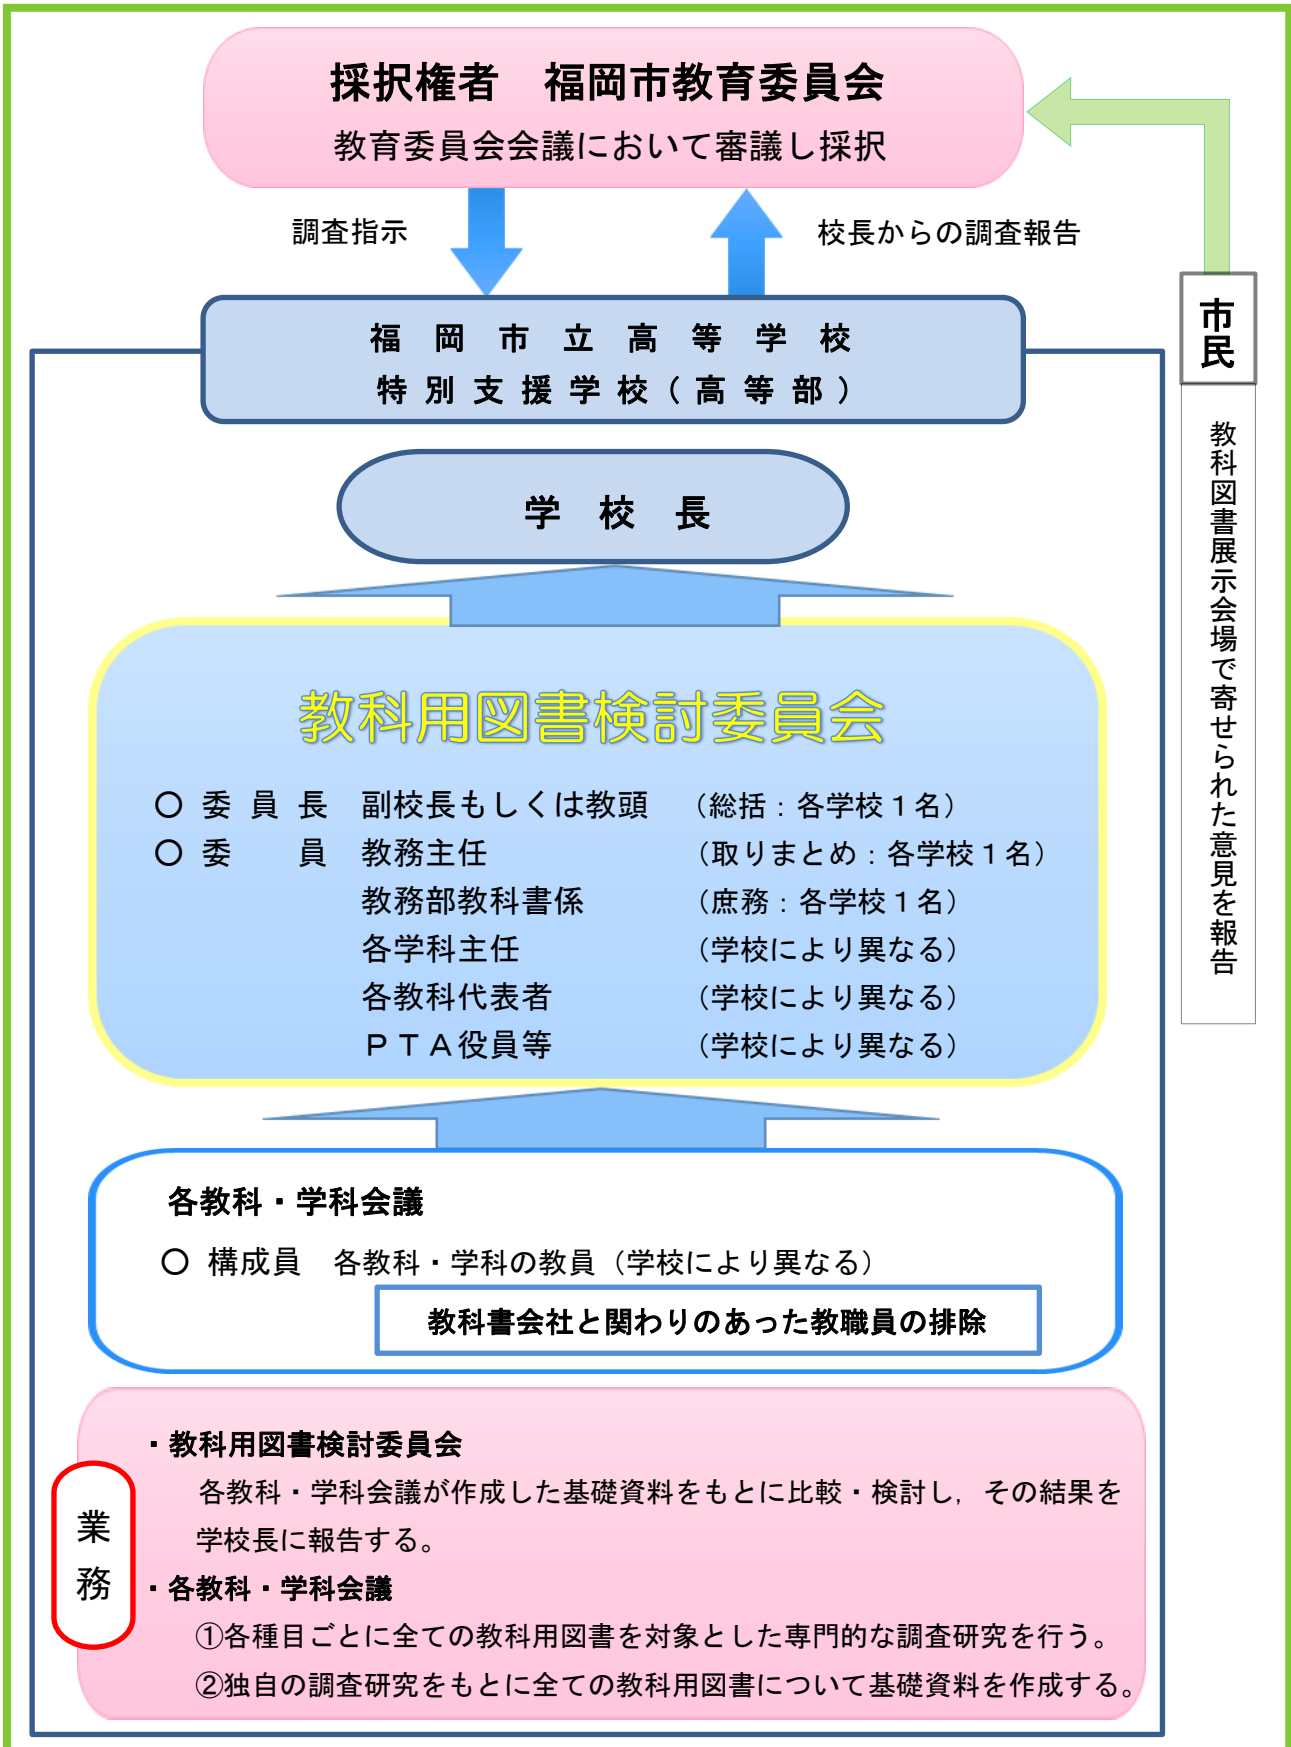 採択権者　福岡市教育委員会
教育委員会会議において審議し採択
調査指示
校長からの調査報告
福岡市立高等学校
特別支援学校（高等部）
市民
教科図書展示会場で寄せられた意見を報告
学校長
教科用図書検討委員会
○ 委員長　副校長もしくは教頭　（総括：各学校１名）
○ 委　員　教務主任　（取りまとめ：各学校１名）
教務部教科書係　（庶務：各学校１名）
各学科主任　（学校により異なる）
各教科代表者　（学校により異なる）
ＰＴＡ役員等　（学校により異なる）
各教科・学科会議
○ 構成員　各教科・学科の教員（学校により異なる）
教科書会社と関わりのあった教職員の排除
業務
・教科用図書検討委員会
各教科・学科会議が作成した基礎資料をもとに比較・検討し，その結果を
学校長に報告する。
・各教科・学科会議
①各種目ごとに全ての教科用図書を対象とした専門的な調査研究を行う。
②独自の調査研究をもとに全ての教科用図書について基礎資料を作成する。